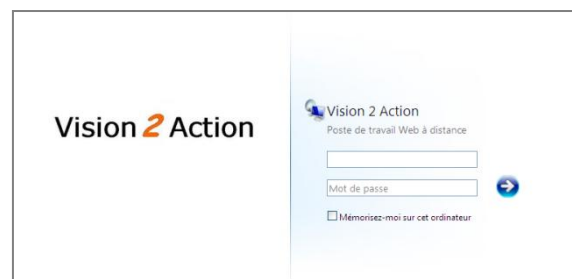 Vision 2 Action
Vision 2 Action
Poste de travail Web à distance
Mot de passe
Mémorisez-moi sur cet ordinateur